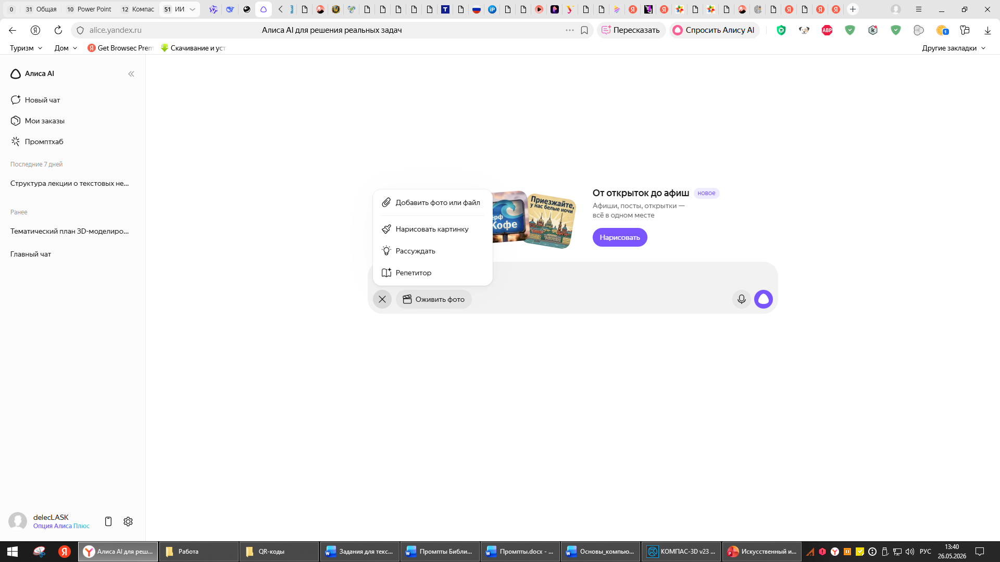 0
31 Общая
10 Power Point
12 Компас
51 ИИ
alice.yandex.ru
Алиса AI для решения реальных задач
Пересказать
Спросить Алису AI
ABP
1
Туризм
Дом
Get Browsec Prem
Скачивание и уст
Другие закладки
Алиса AI
Новый чат
Мои заказы
Промптхаб
Последние 7 дней
Структура лекции о текстовых не...
Ранее
Тематический план 3D-моделиро...
Главный чат
Добавить фото или файл
Нарисовать картинку
Рассуждать
Репетитор
Оживить фото
ерф
Кофе
Приезжайте,
у нас белые ночи
От открыток до афиш
новое
Афиши, посты, открытки —
всё в одном месте
Нарисовать
delecLASK
Опция Алиса Плюс
Алиса AI для реш...
Работа
QR-коды
Задания для текс...
Промпты Библи...
Промпты.docx - ...
Основы_компью...
КОМПАС-3D v23 ...
Искусственный и...
РУС
13:40
26.05.2026